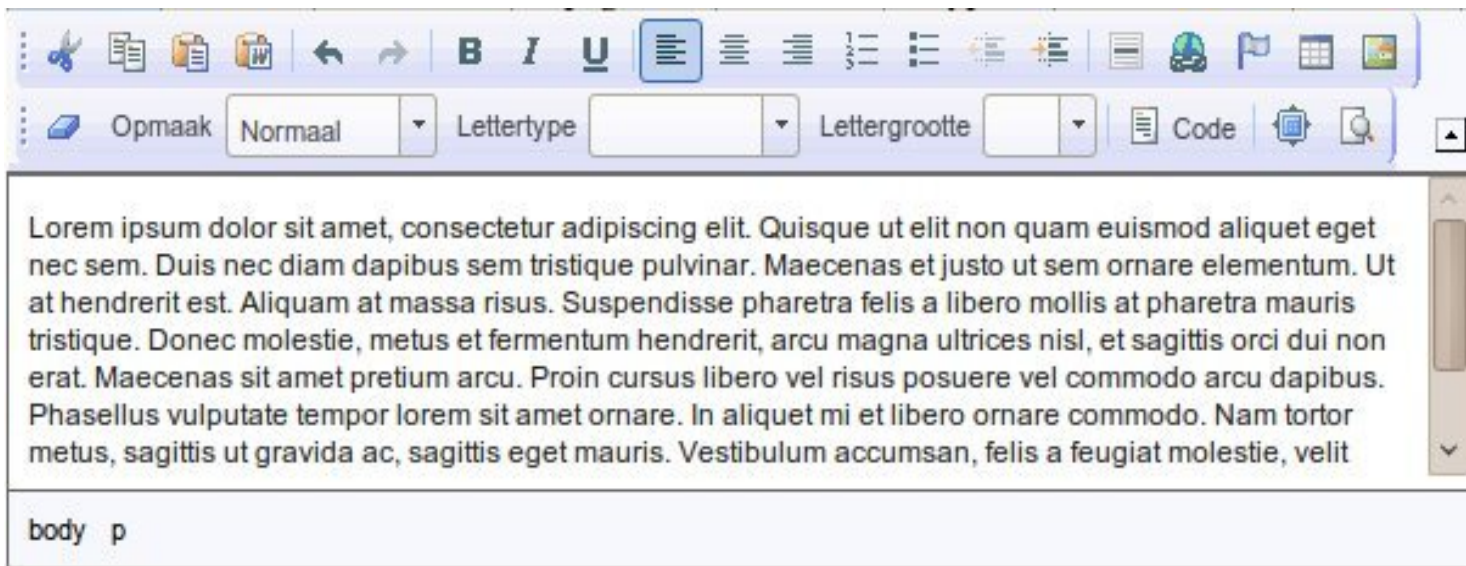 B I U
Opmaak Normaal Lettertype Lettergrootte Code
Lorem ipsum dolor sit amet, consectetur adipiscing elit. Quisque ut elit non quam euismod aliquet eget
nec sem. Duis nec diam dapibus sem tristique pulvinar. Maecenas et justo ut sem ornare elementum. Ut
at hendrerit est. Aliquam at massa risus. Suspendisse pharetra felis a libero mollis at pharetra mauris
tristique. Donec molestie, metus et fermentum hendrerit, arcu magna ultrices nisl, et sagittis orci dui non
erat. Maecenas sit amet pretium arcu. Proin cursus libero vel risus posuere vel commodo arcu dapibus.
Phasellus vulputate tempor lorem sit amet ornare. In aliquet mi et libero ornare commodo. Nam tortor
metus, sagittis ut gravida ac, sagittis eget mauris. Vestibulum accumsan, felis a feugiat molestie, velit
body p